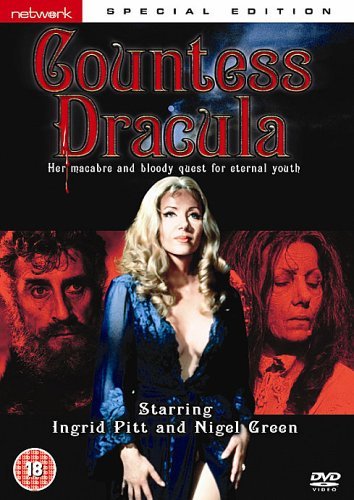 network SPECIAL EDITION
Countess
Dracula
Her macabre and bloody quest for eternal youth
Starring
Ingrid Pitt and Nigel Green
18
DVD
VIDEO